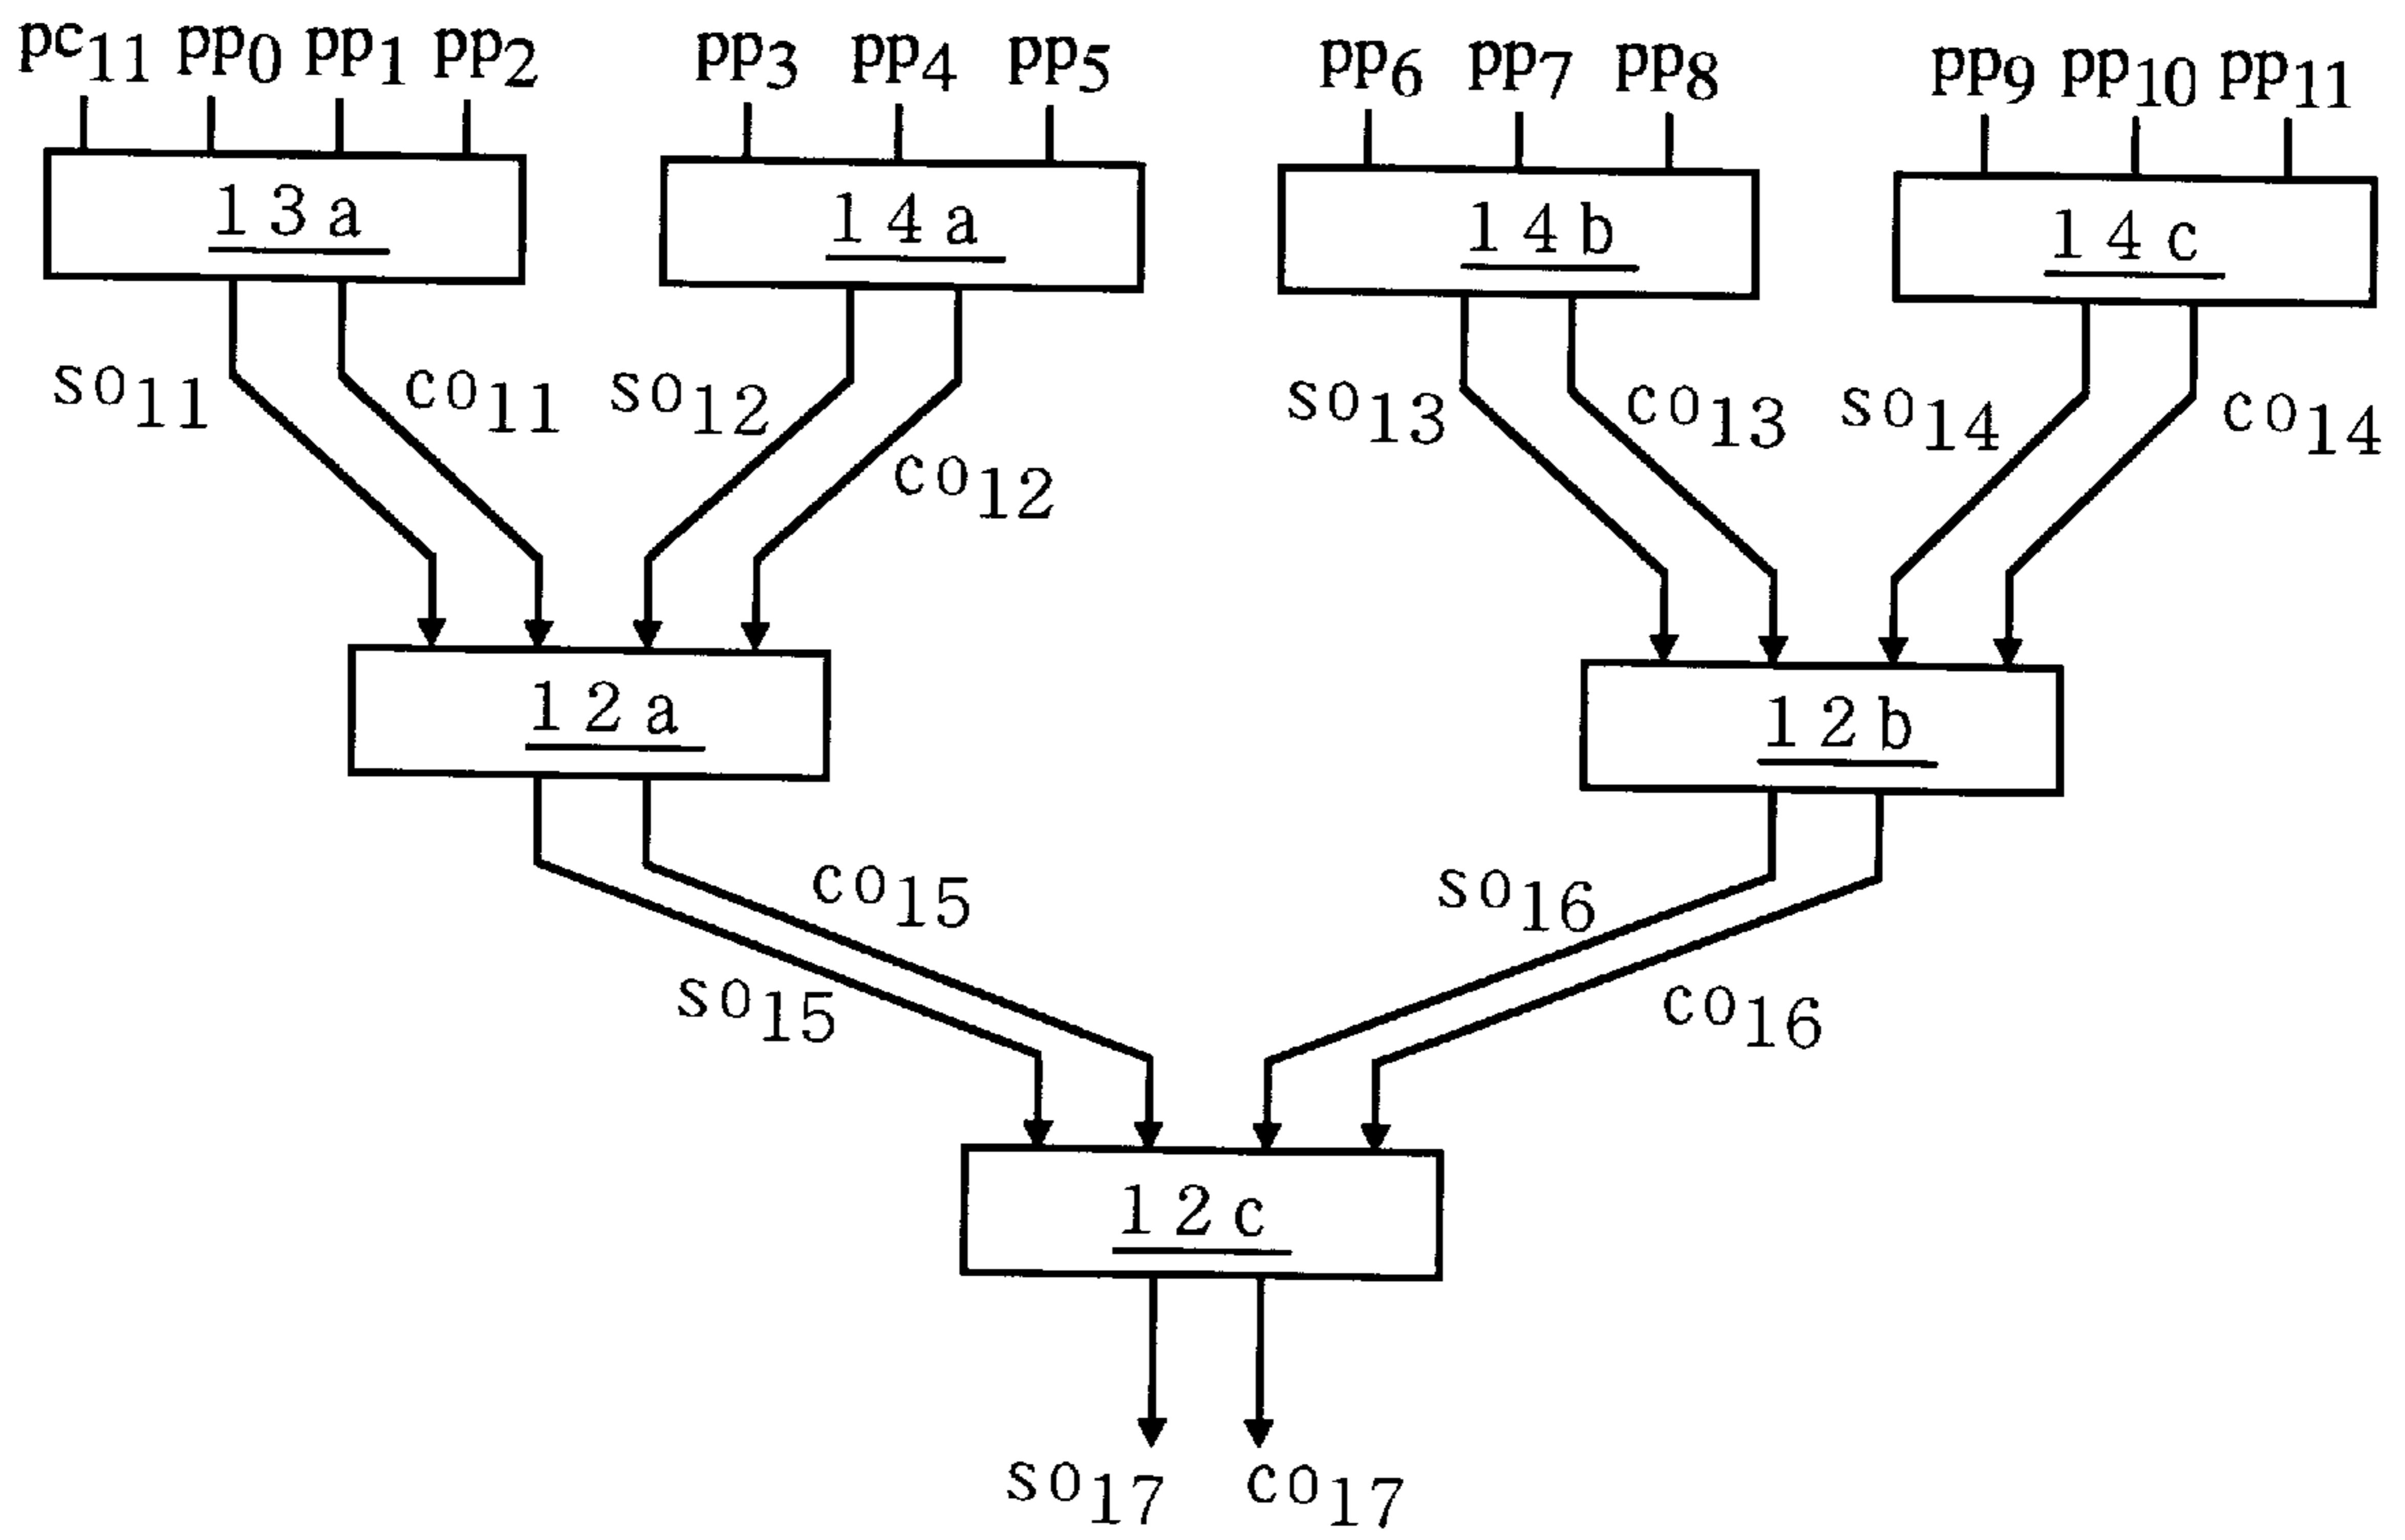 pc11 pp0 pp1 pp2 pp3 pp4 pp5 pp6 pp7 pp8 pp9 pp10 pp11
13a 14a 14b 14c
so11 co11 so12 co12 so13 co13 so14 co14
12a 12b
so15 co15 so16 co16
12c
so17 co17